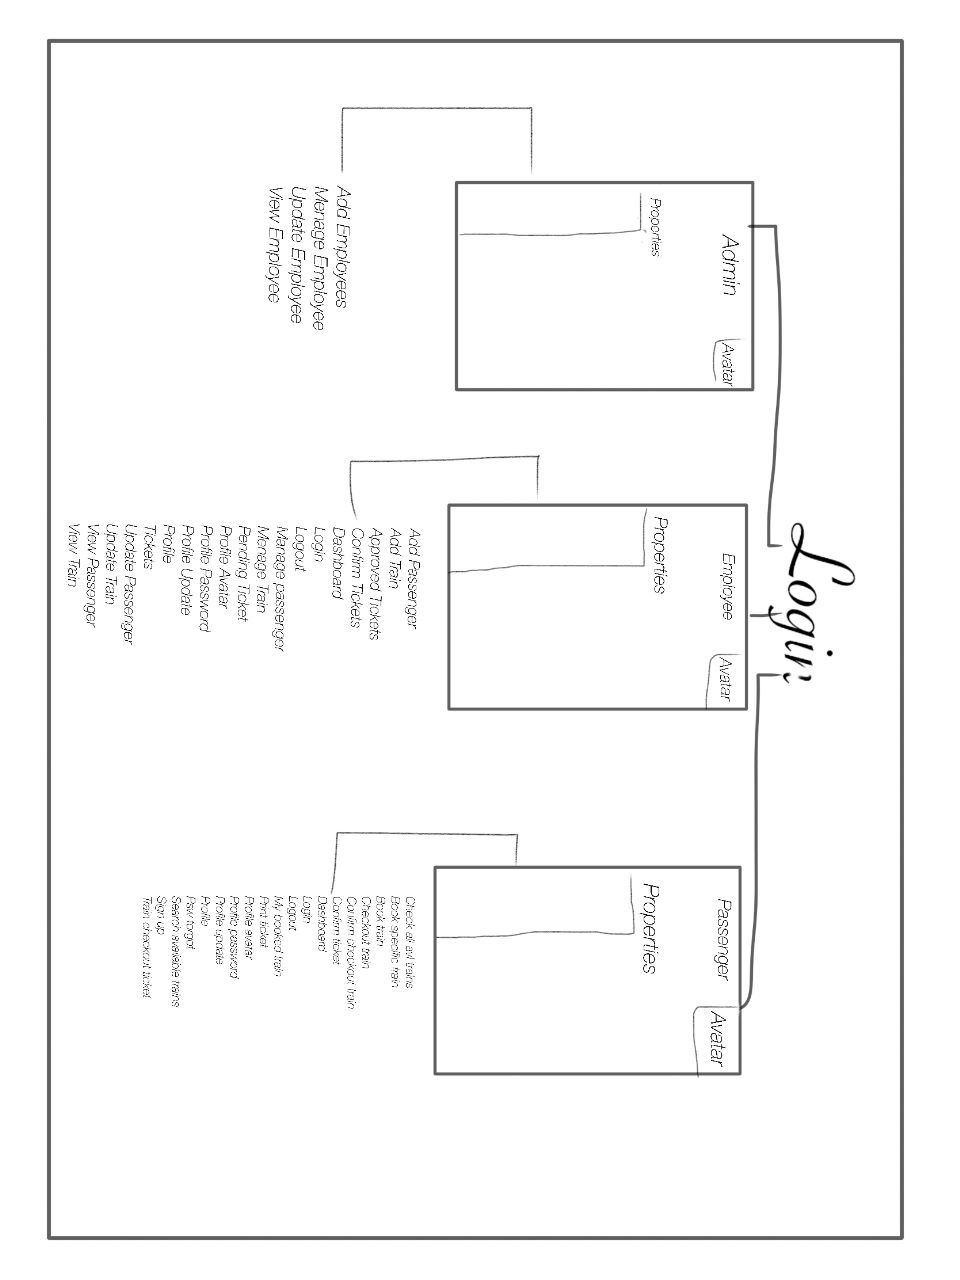 Login
Admin
Avatar
Properties
Add Employees
Menage Employee
Update Employee
View Employee
Employee
Avatar
Properties
Add Passenger
Add Train
Approved Tickets
Confirm Tickets
Dashboard
Login
Logout
Manage passenger
Menage Train
Pending Ticket
Profile Avatar
Profile Password
Profile Update
Profile
Tickets
Update Passenger
Update Train
View Passenger
View Train
Passenger
Avatar
Properties
Check all avl trains
Book specific train
Book train
Checkout train
Confirm checkout train
Confirm ticket
Dashboard
Login
Logout
My booked train
Print ticket
Profile avatar
Profile password
Profile update
Profile
Psw forgot
Search available trains
Sign up
Train checkout ticket